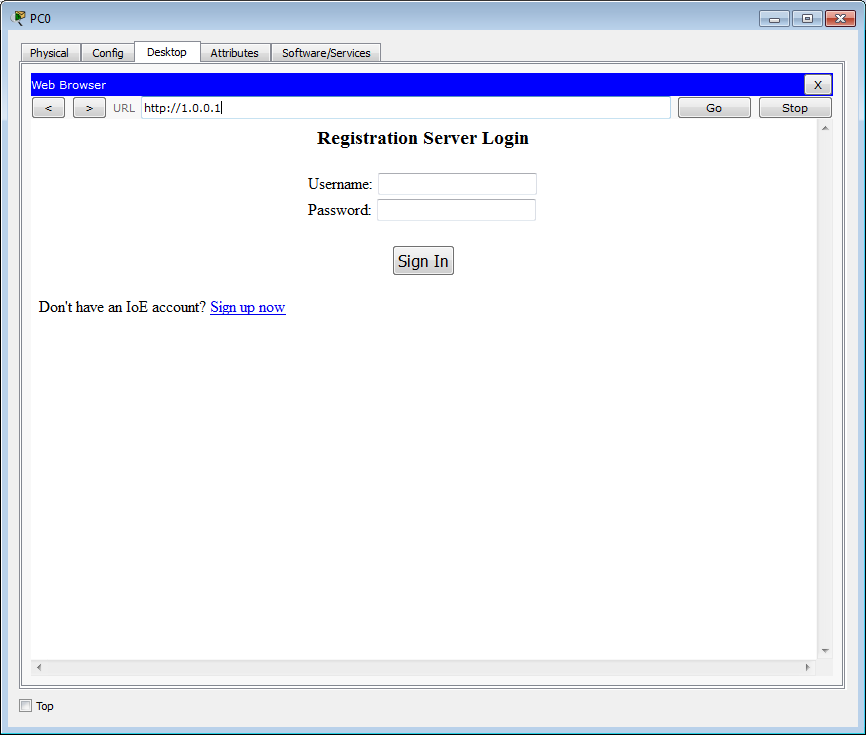 PC0
Physical Config Desktop Attributes Software/Services
Web Browser X
< > URL http://1.0.0.1 Go Stop
Registration Server Login
Username:
Password:
Sign In
Don't have an IoE account? Sign up now
Top